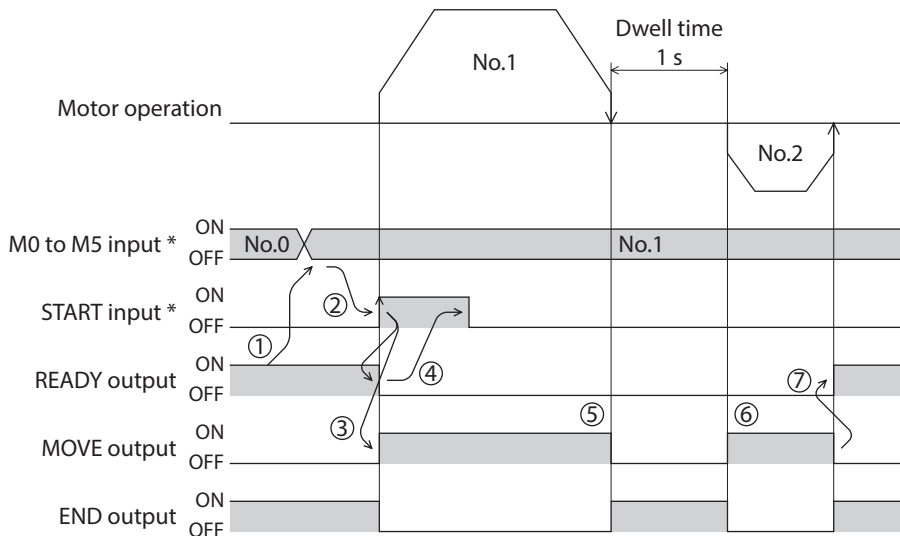 Dwell time
1 s
No.1
Motor operation
No.2
M0 to M5 input *
ON
OFF
No.0
No.1
START input *
ON
OFF
②
①
READY output
ON
OFF
④
⑦
③
⑤
⑥
MOVE output
ON
OFF
END output
ON
OFF